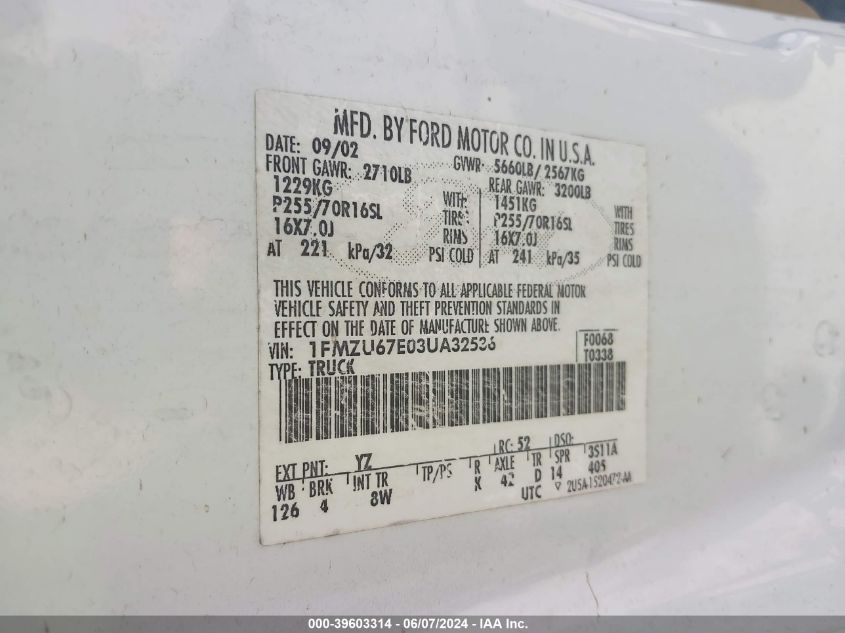 MFD. BY FORD MOTOR CO. IN U.S.A.
DATE: 09/02 GVWR: 5660LB/ 2567KG
FRONT GAWR: 2710LB REAR GAWR: 3200LB
1229KG WITH 1451KG WITH
P255/70R16SL TIRES P255/70R16SL TIRES
16X7.0J RIMS 16X7.0J RIMS
AT 221 kPa/32 PSI COLD AT 241 kPa/35 PSI COLD
THIS VEHICLE CONFORMS TO ALL APPLICABLE FEDERAL MOTOR
VEHICLE SAFETY AND THEFT PREVENTION STANDARDS IN
EFFECT ON THE DATE OF MANUFACTURE SHOWN ABOVE.
VIN: 1FMZU67E03UA32536 F0068
TYPE: TRUCK T0338
EXT PNT: YZ RC: 52 DSO:
WB BRK INT TR TP/PS R AXLE TR SPR 3S11A
126 4 8W K 42 D 14 405
UTC ▽ 2U5A-1520472-AA
000-39603314 - 06/07/2024 - IAA Inc.